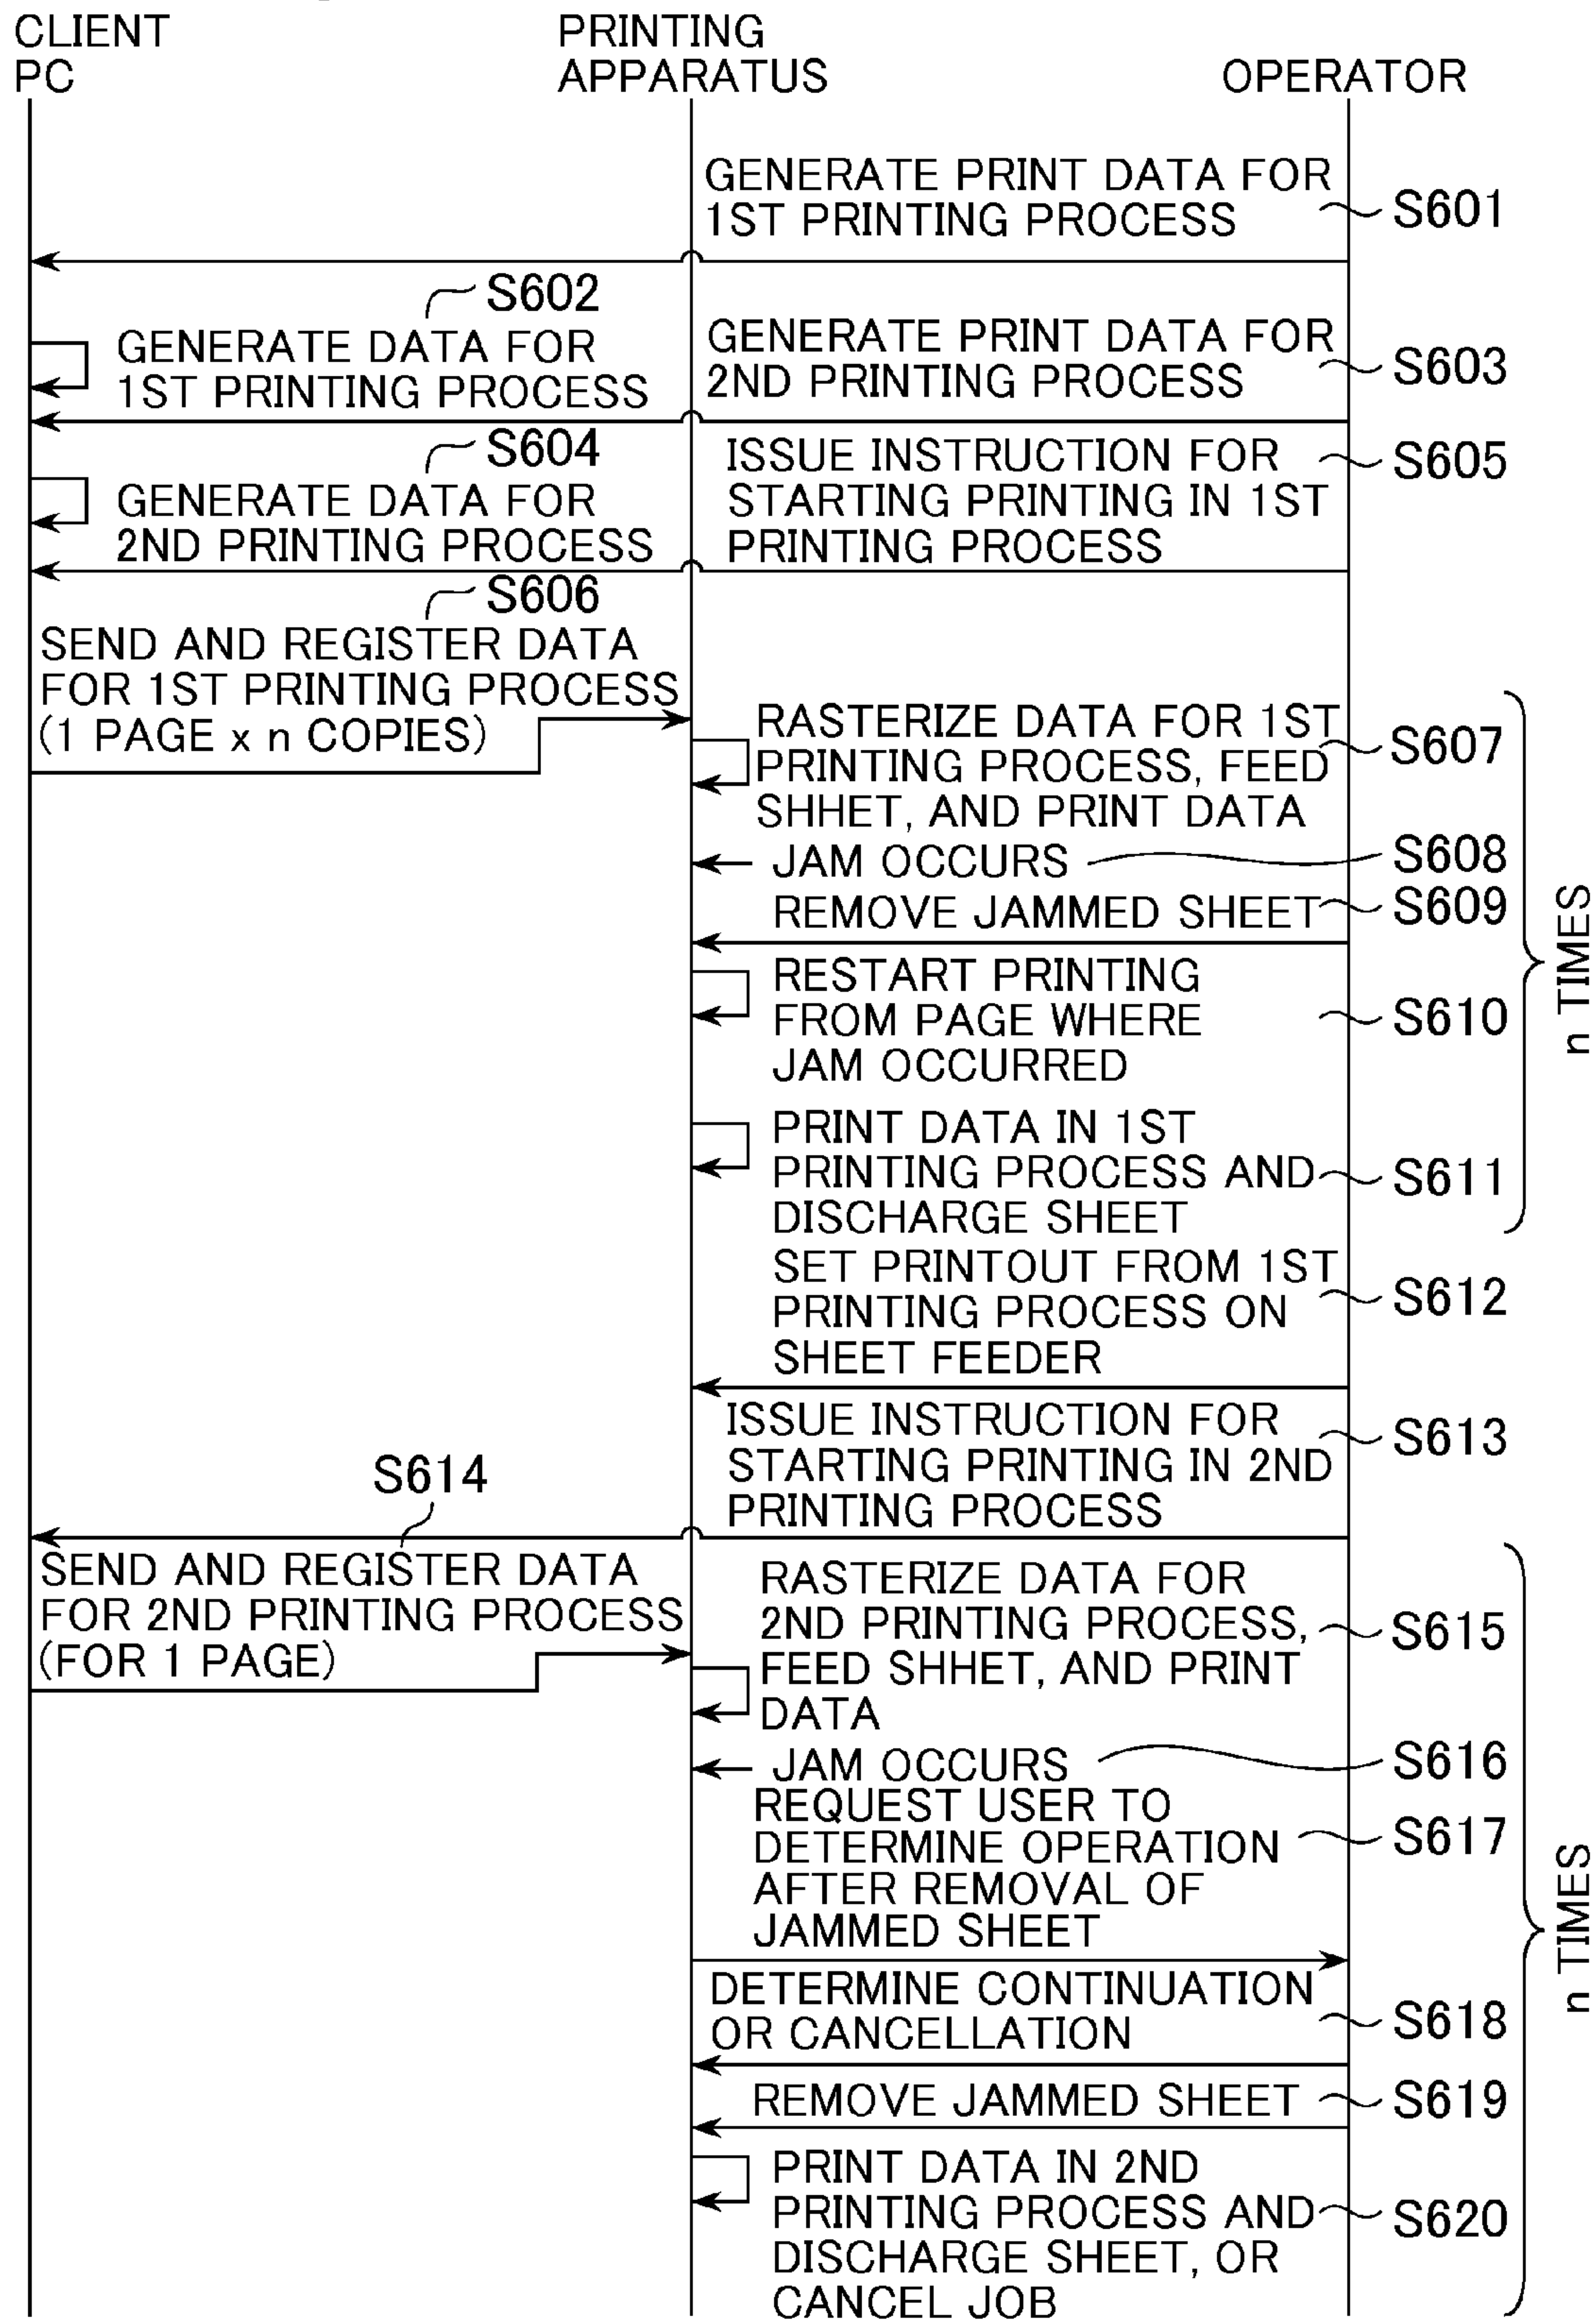 CLIENT
PC
PRINTING
APPARATUS
OPERATOR
GENERATE PRINT DATA FOR
1ST PRINTING PROCESS
S601
S602
GENERATE DATA FOR
1ST PRINTING PROCESS
GENERATE PRINT DATA FOR
2ND PRINTING PROCESS
S603
S604
GENERATE DATA FOR
2ND PRINTING PROCESS
ISSUE INSTRUCTION FOR
STARTING PRINTING IN 1ST
PRINTING PROCESS
S605
S606
SEND AND REGISTER DATA
FOR 1ST PRINTING PROCESS
(1 PAGE x n COPIES)
RASTERIZE DATA FOR 1ST
PRINTING PROCESS, FEED
SHHET, AND PRINT DATA
S607
JAM OCCURS
S608
REMOVE JAMMED SHEET
S609
RESTART PRINTING
FROM PAGE WHERE
JAM OCCURRED
S610
PRINT DATA IN 1ST
PRINTING PROCESS AND
DISCHARGE SHEET
S611
n TIMES
SET PRINTOUT FROM 1ST
PRINTING PROCESS ON
SHEET FEEDER
S612
ISSUE INSTRUCTION FOR
STARTING PRINTING IN 2ND
PRINTING PROCESS
S613
S614
SEND AND REGISTER DATA
FOR 2ND PRINTING PROCESS
(FOR 1 PAGE)
RASTERIZE DATA FOR
2ND PRINTING PROCESS,
FEED SHHET, AND PRINT
DATA
S615
JAM OCCURS
S616
REQUEST USER TO
DETERMINE OPERATION
AFTER REMOVAL OF
JAMMED SHEET
S617
DETERMINE CONTINUATION
OR CANCELLATION
S618
REMOVE JAMMED SHEET
S619
PRINT DATA IN 2ND
PRINTING PROCESS AND
DISCHARGE SHEET, OR
CANCEL JOB
S620
n TIMES